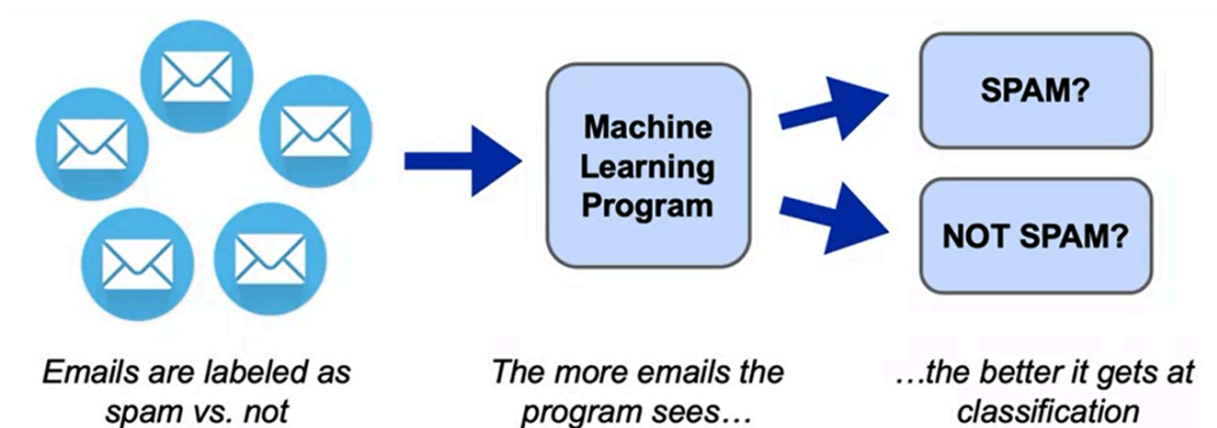 Machine
Learning
Program
SPAM?
NOT SPAM?
Emails are labeled as
spam vs. not
The more emails the
program sees…
…the better it gets at
classification